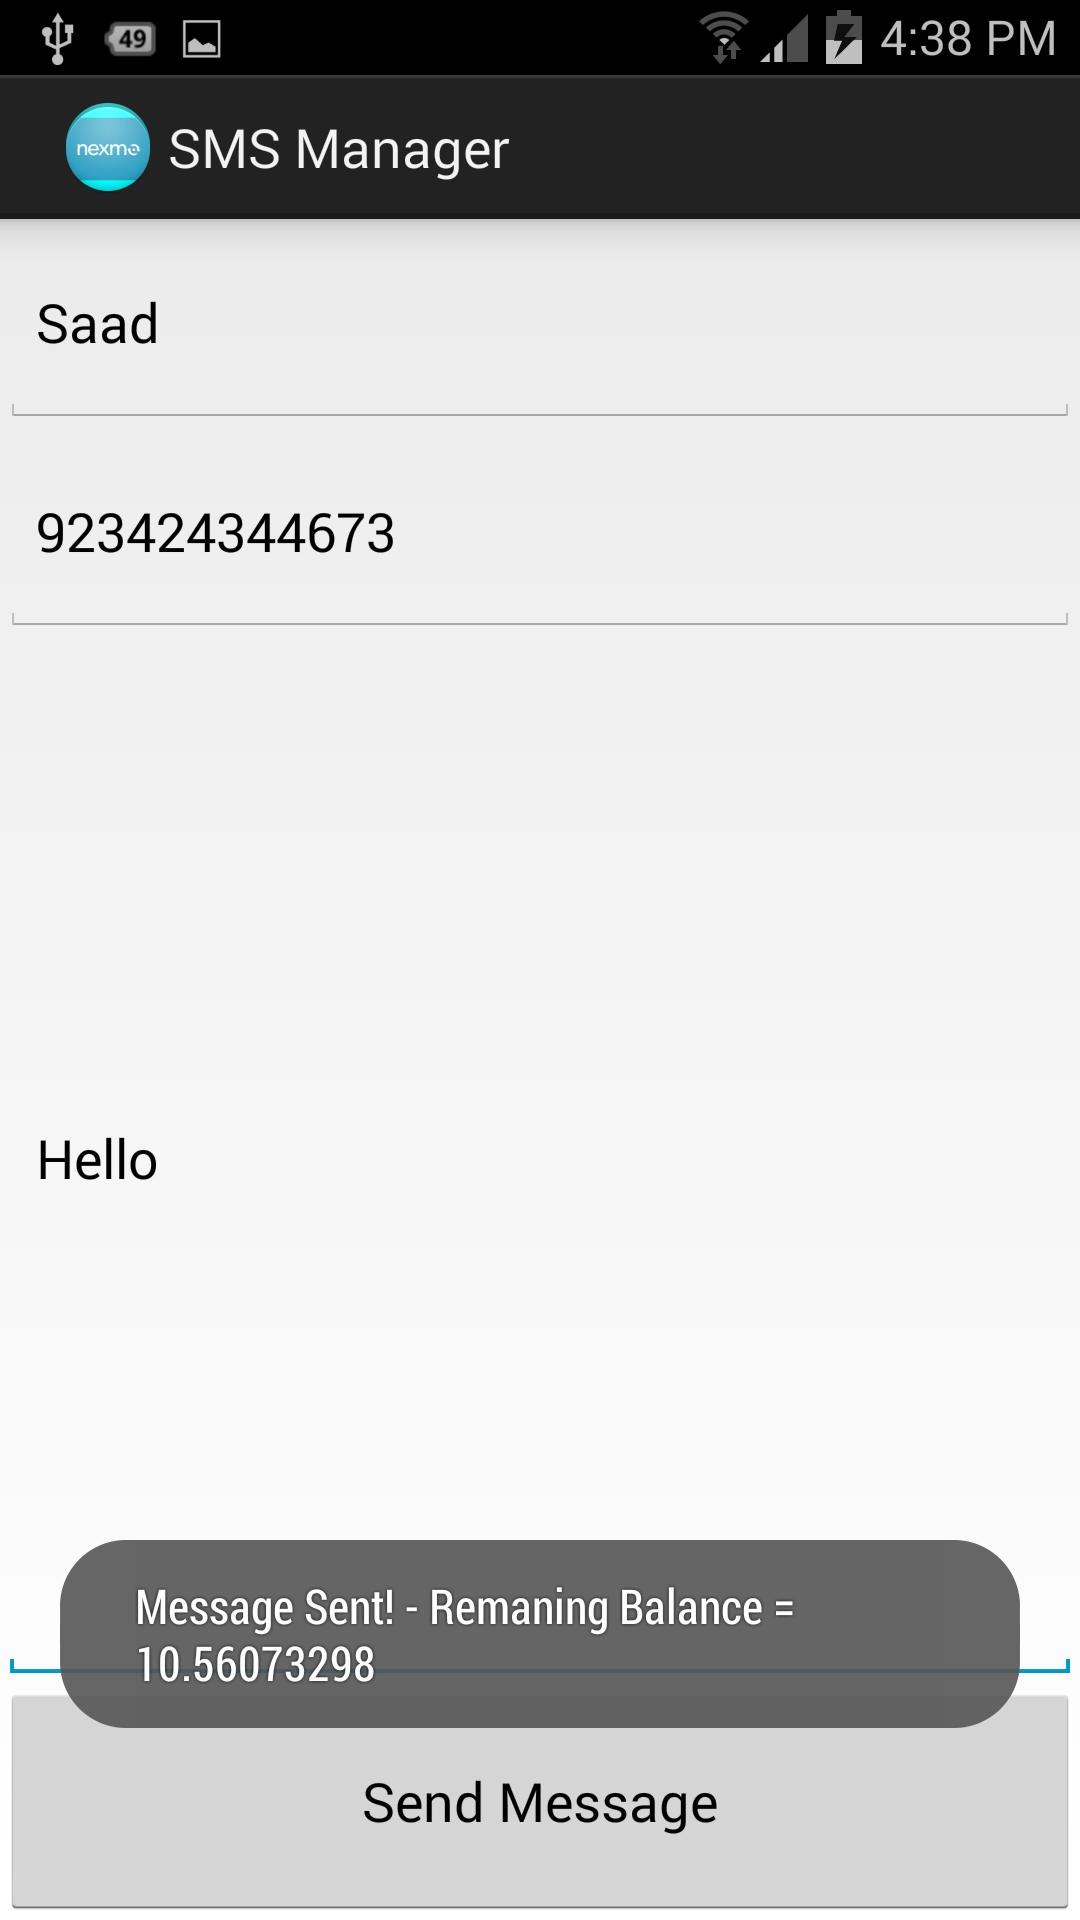 49
4:38 PM
nexmo
SMS Manager
Saad
923424344673
Hello
Message Sent! - Remaning Balance =
10.56073298
Send Message